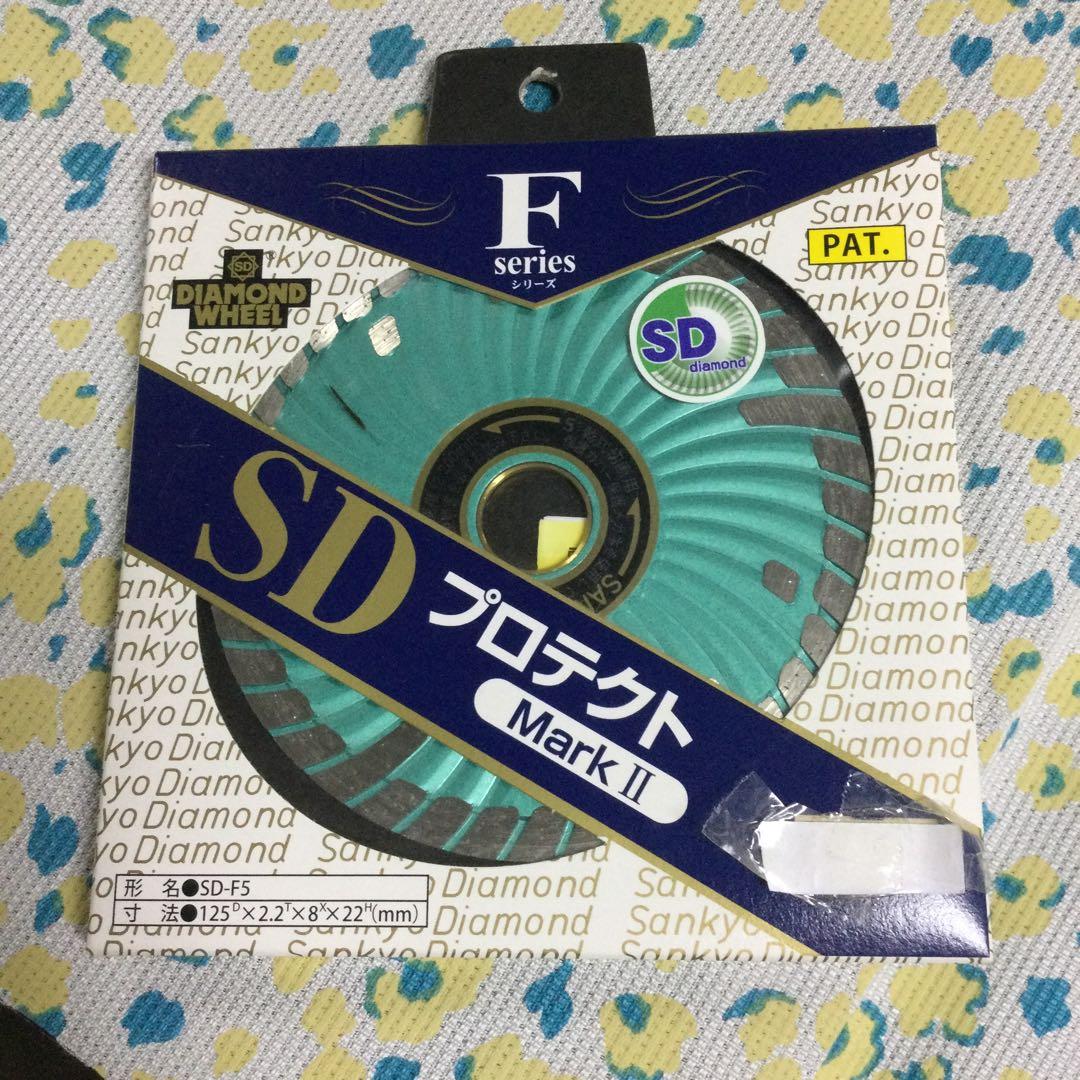 F
series
シリーズ
PAT.
SD
DIAMOND
WHEEL
SD
diamond
SD
プロテクト
Mark Ⅱ
Sankyo Diamond
形 名●SD-F5
寸 法●125ᴰ×2.2ᵀ×8ˣ×22ᴴ(mm)